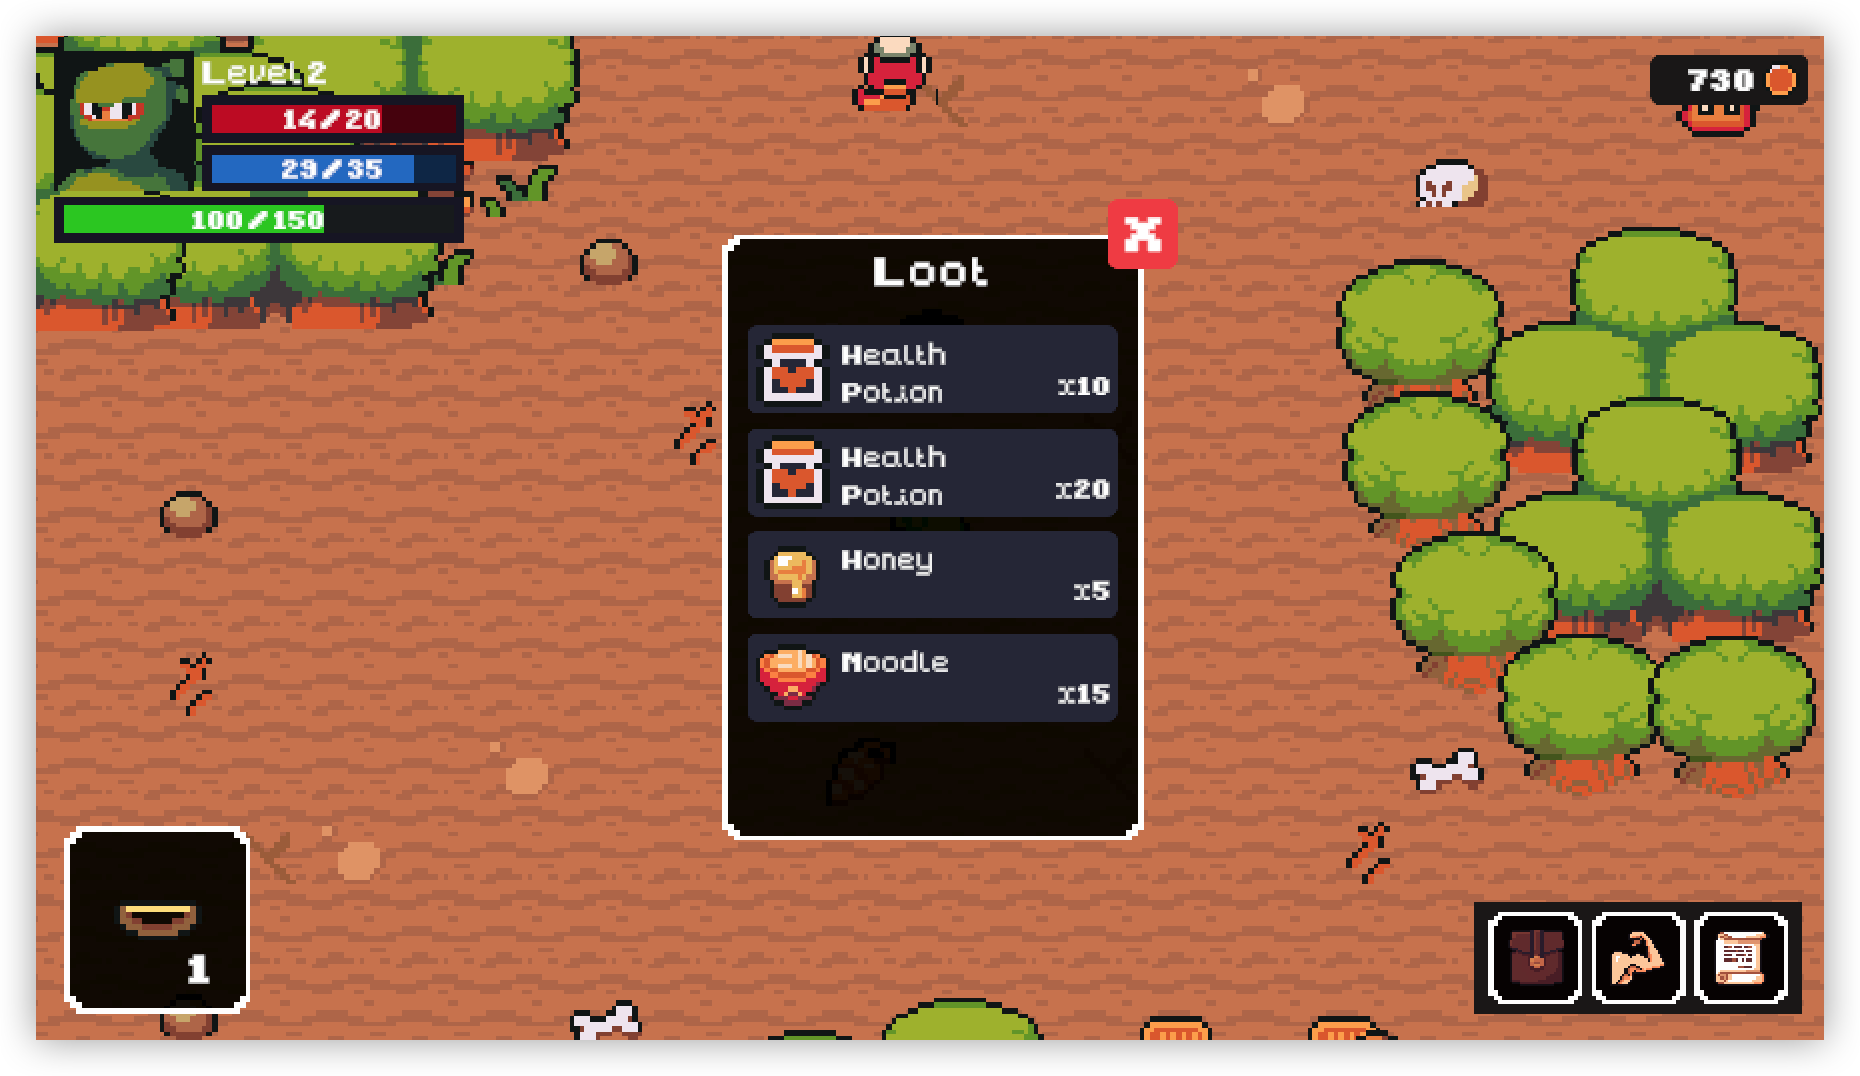 Level 2
14/20
29/35
100/150
730
X
Loot
Health
Potion
x10
Health
Potion
x20
Honey
x5
Noodle
x15
1